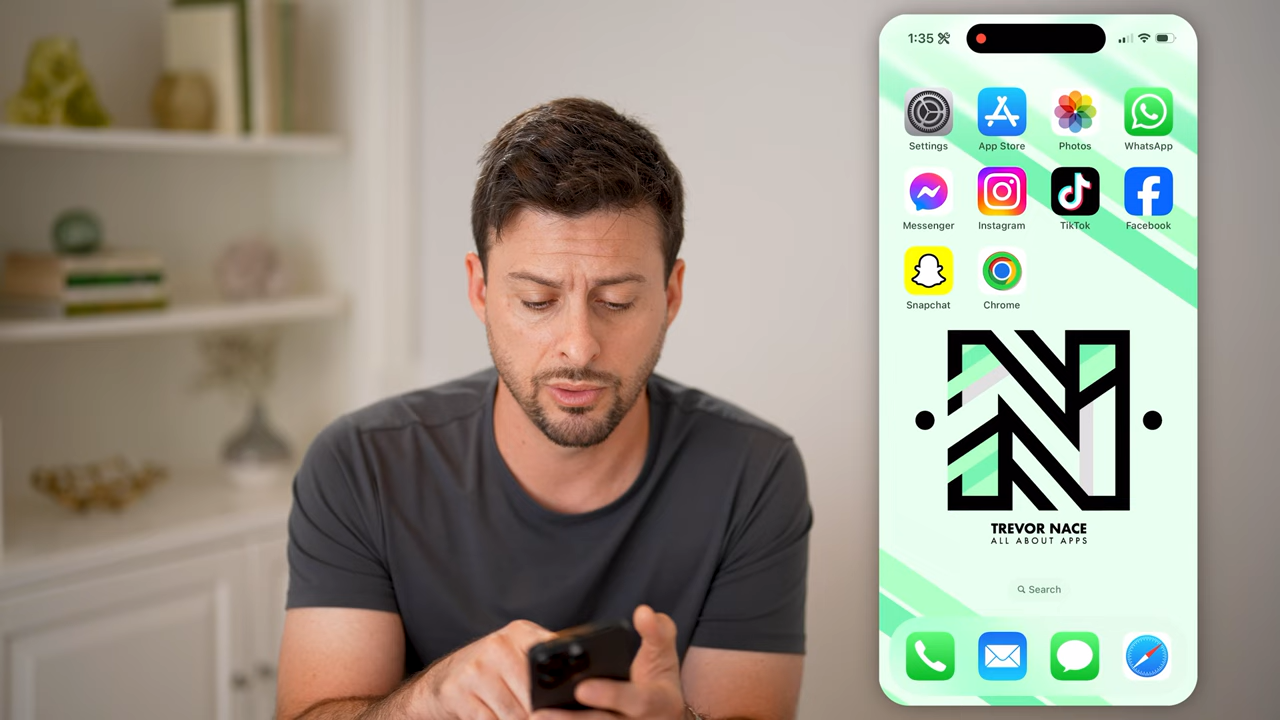 1:35
Settings
App Store
Photos
WhatsApp
Messenger
Instagram
TikTok
Facebook
Snapchat
Chrome
TREVOR NACE
ALL ABOUT APPS
Search